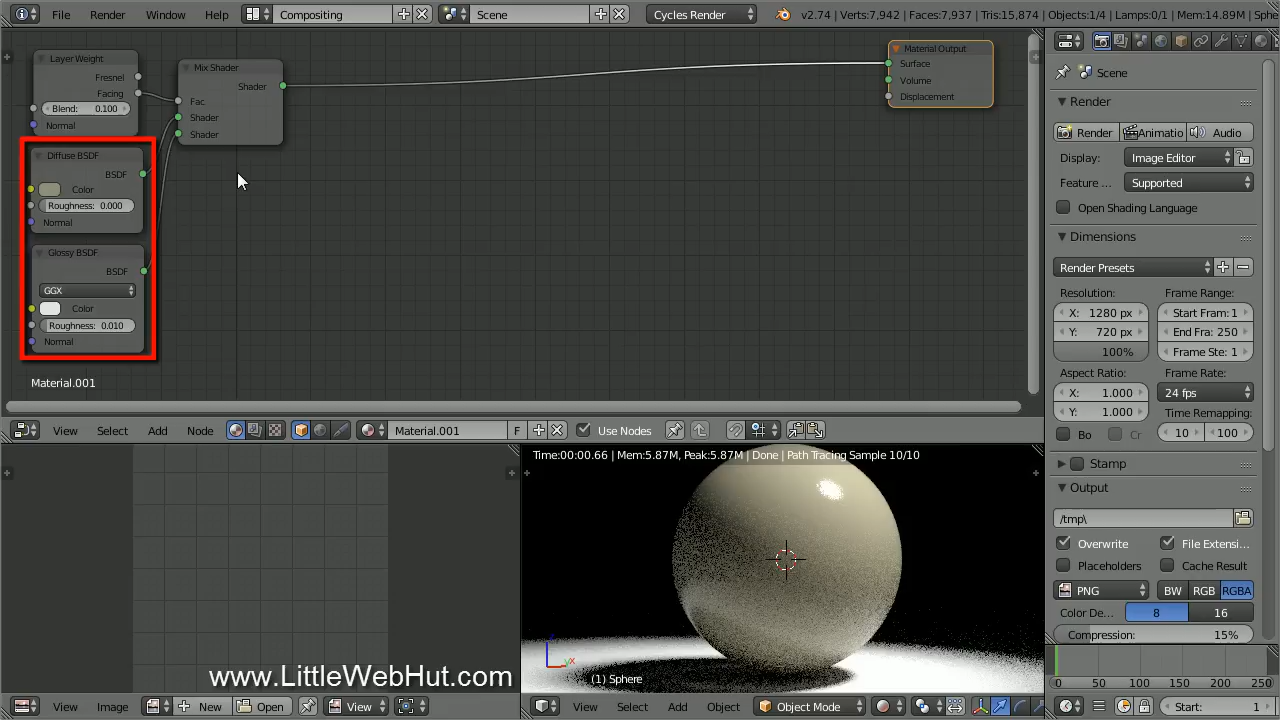 File Render Window Help Compositing Scene Cycles Render v2.74 | Verts:7,942 | Faces:7,937 | Tris:15,874 | Objects:1/4 | Lamps:0/1 | Mem:14.89M
Layer Weight
Fresnel
Facing
Blend: 0.100
Normal
Mix Shader
Shader
Fac
Shader
Shader
Material Output
Surface
Volume
Displacement
Diffuse BSDF
BSDF
Color
Roughness: 0.000
Normal
Glossy BSDF
BSDF
GGX
Color
Roughness: 0.010
Normal
Material.001
View Select Add Node Material.001 F Use Nodes
Scene
Render
Render Animatio Audio
Display: Image Editor
Feature ... Supported
Open Shading Language
Dimensions
Render Presets
Resolution: Frame Range:
X: 1280 px Start Fram: 1
Y: 720 px End Fra: 250
100% Frame Ste: 1
Aspect Ratio: Frame Rate:
X: 1.000 24 fps
Y: 1.000 Time Remapping:
Bo Cr 10 100
Stamp
Output
/tmp\
Overwrite File Extensi...
Placeholders Cache Result
PNG BW RGB RGBA
Color De... 8 16
Compression: 15%
Time:00:00.66 | Mem:5.87M, Peak:5.87M | Done | Path Tracing Sample 10/10
(1) Sphere
www.LittleWebHut.com
View Image New Open View
View Select Add Object Object Mode
0 50 100 150 200 250
Start: 1